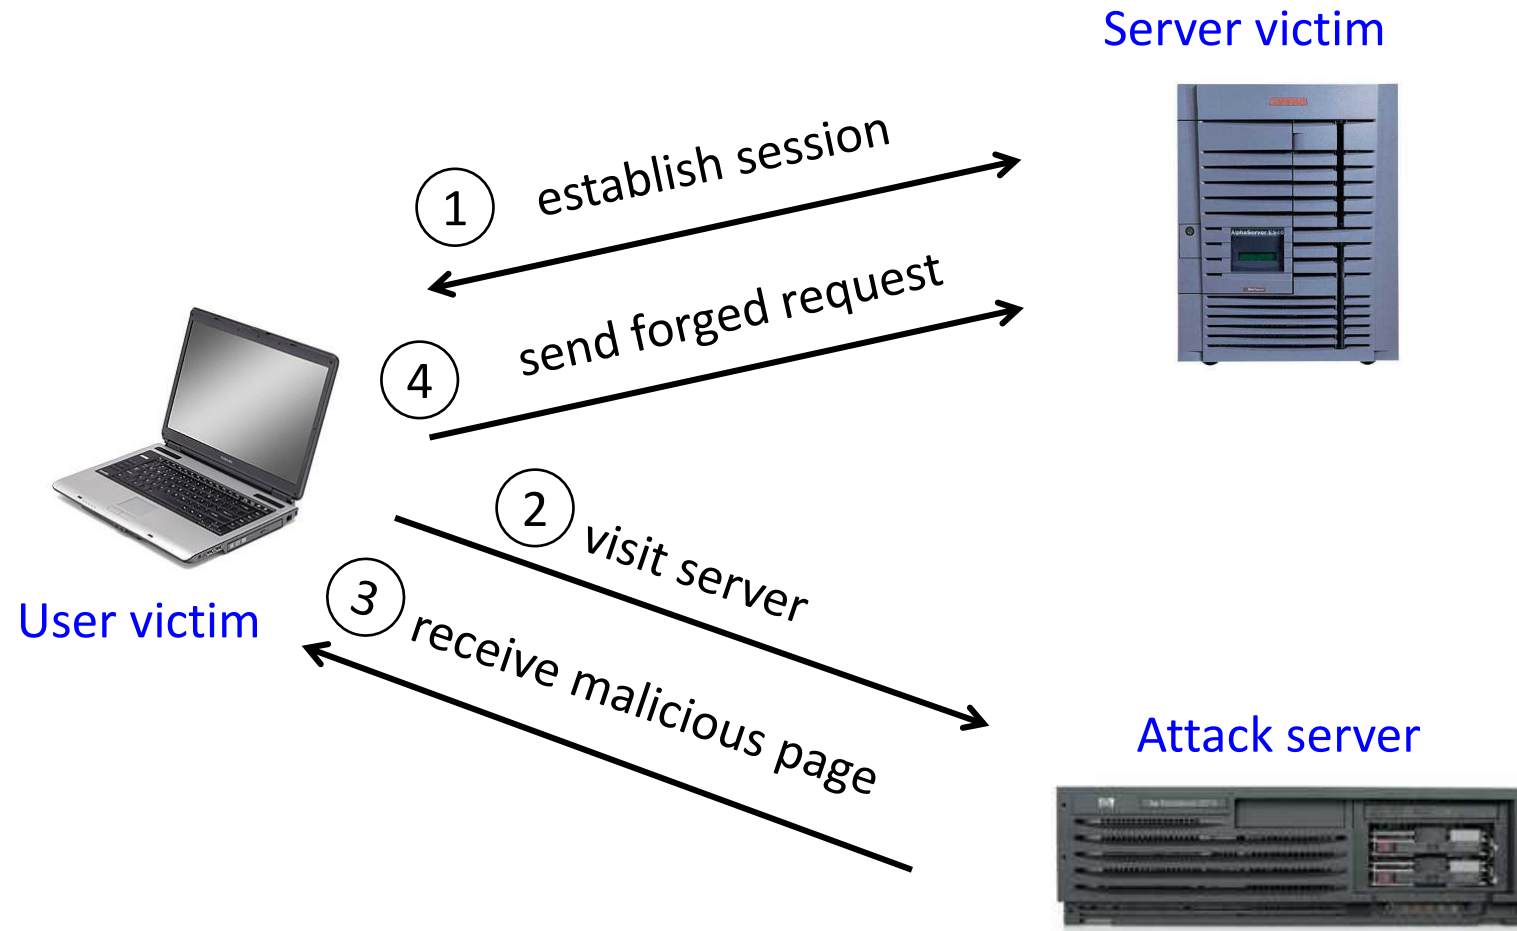 Server victim
1 establish session
4 send forged request
2 visit server
3 receive malicious page
User victim
Attack server